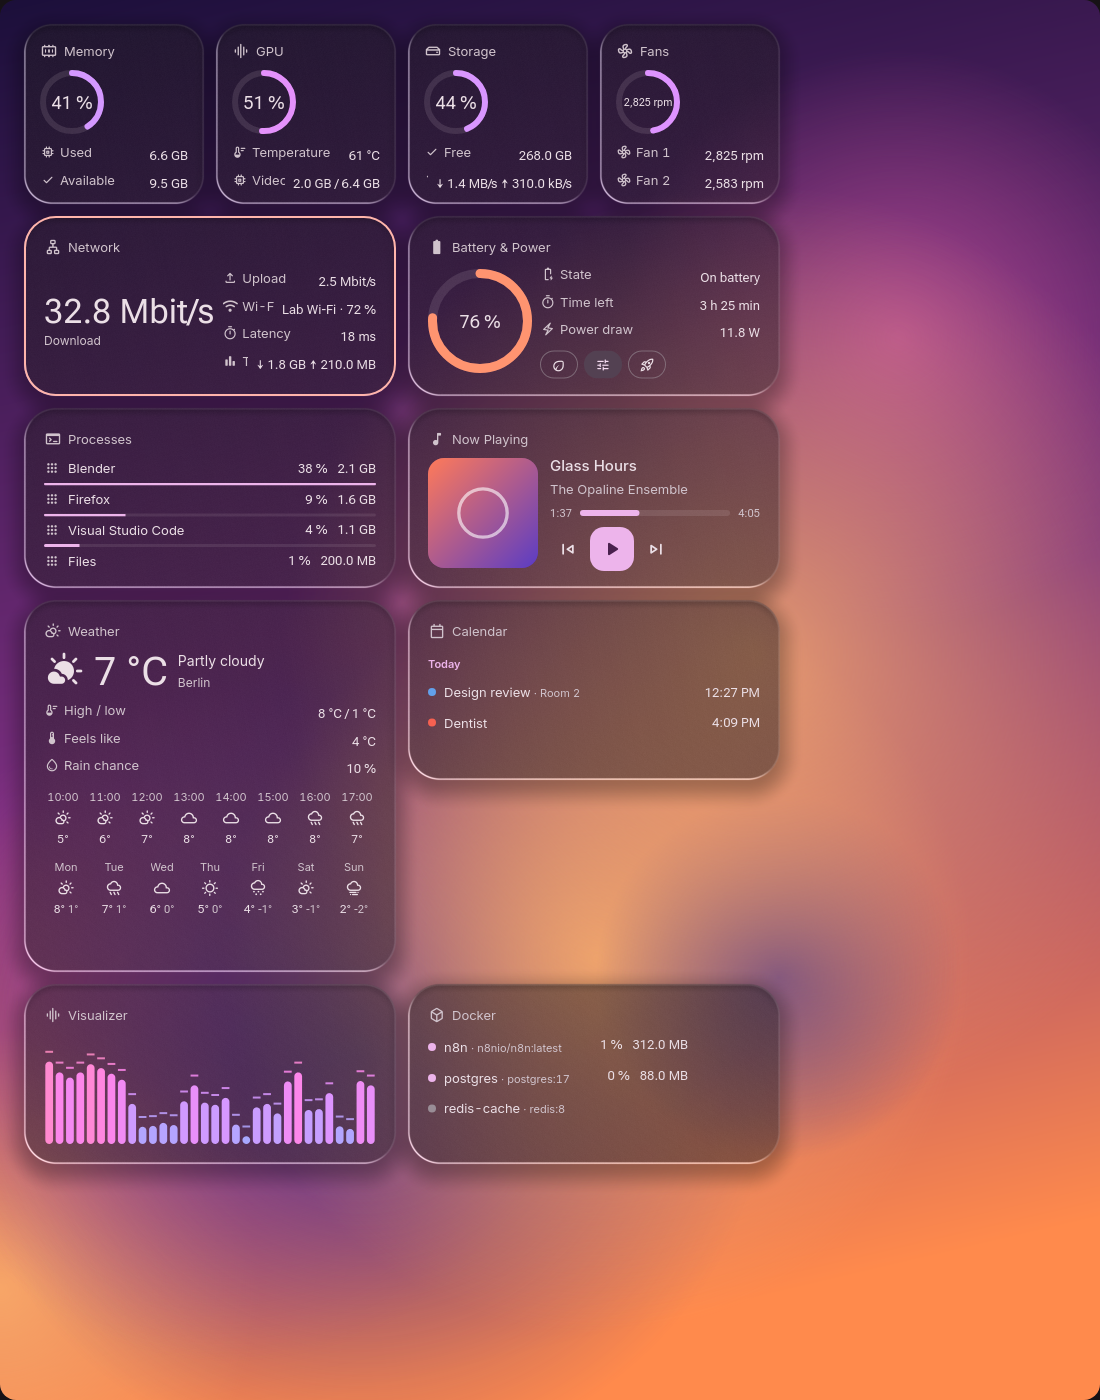 Memory
41 %
Used 6.6 GB
Available 9.5 GB
GPU
51 %
Temperature 61 °C
Videc 2.0 GB / 6.4 GB
Storage
44 %
Free 268.0 GB
↓ 1.4 MB/s ↑ 310.0 kB/s
Fans
2,825 rpm
Fan 1 2,825 rpm
Fan 2 2,583 rpm
Network
32.8 Mbit/s
Download
Upload 2.5 Mbit/s
Wi-F Lab Wi-Fi · 72 %
Latency 18 ms
T ↓ 1.8 GB ↑ 210.0 MB
Battery & Power
76 %
State On battery
Time left 3 h 25 min
Power draw 11.8 W
Processes
Blender 38 % 2.1 GB
Firefox 9 % 1.6 GB
Visual Studio Code 4 % 1.1 GB
Files 1 % 200.0 MB
Now Playing
Glass Hours
The Opaline Ensemble
1:37 4:05
Weather
7 °C
Partly cloudy
Berlin
High / low 8 °C / 1 °C
Feels like 4 °C
Rain chance 10 %
10:00 11:00 12:00 13:00 14:00 15:00 16:00 17:00
5° 6° 7° 8° 8° 8° 8° 7°
Mon Tue Wed Thu Fri Sat Sun
8° 1° 7° 1° 6° 0° 5° 0° 4° -1° 3° -1° 2° -2°
Calendar
Today
Design review · Room 2 12:27 PM
Dentist 4:09 PM
Visualizer
Docker
n8n · n8nio/n8n:latest 1 % 312.0 MB
postgres · postgres:17 0 % 88.0 MB
redis-cache · redis:8